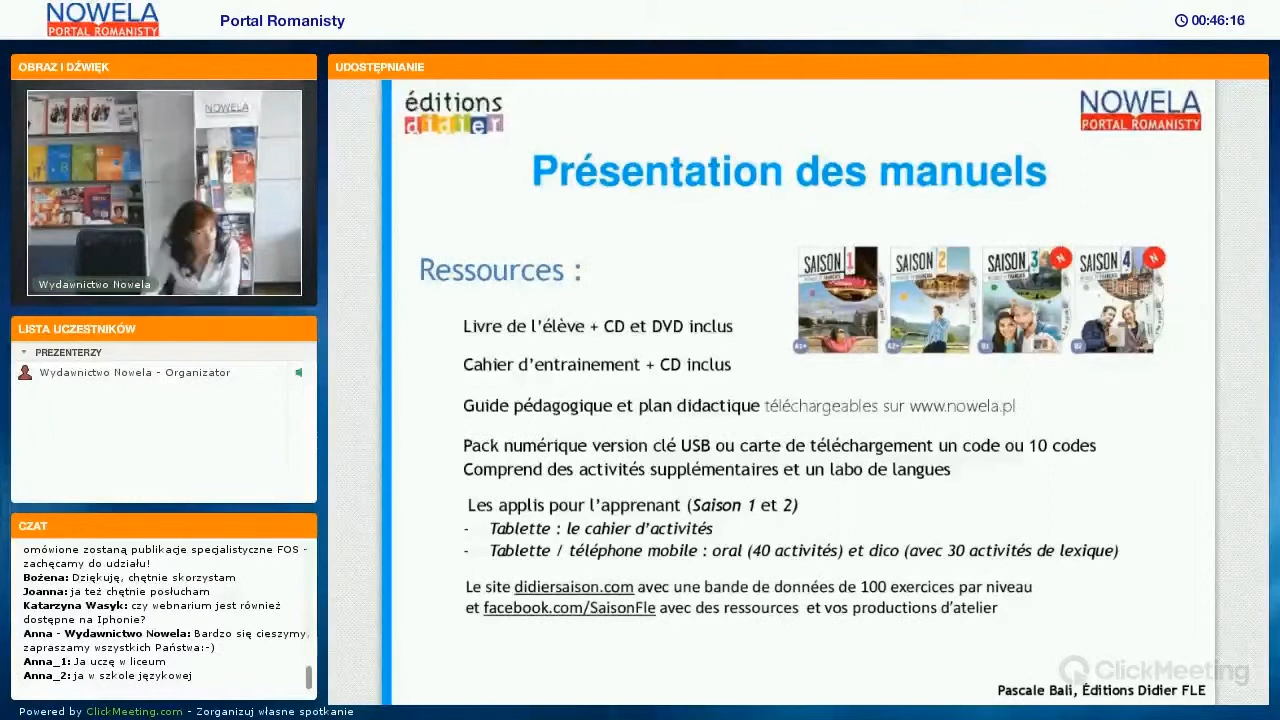 NOWELA
PORTAL ROMANISTY
Portal Romanisty
00:46:16
OBRAZ I DŹWIĘK
NOWELA
Wydawnictwo Nowela
LISTA UCZESTNIKÓW
PREZENTERZY
Wydawnictwo Nowela - Organizator
CZAT
omówione zostaną publikacje specjalistyczne FOS -
zachęcamy do udziału!
Bożena: Dziękuję, chętnie skorzystam
Joanna: ja też chętnie posłucham
Katarzyna Wasyk: czy webnarium jest również
dostępne na Iphonie?
Anna - Wydawnictwo Nowela: Bardzo się cieszymy,
zapraszamy wszystkich Państwa:-)
Anna_1: Ja uczę w liceum
Anna_2: ja w szkole językowej
Powered by ClickMeeting.com - Zorganizuj własne spotkanie
UDOSTĘPNIANIE
éditions
didier
NOWELA
PORTAL ROMANISTY
Présentation des manuels
Ressources :
SAISON 1
SAISON 2
SAISON 3
N
SAISON 4
N
A1+
A2+
B1
B2
Livre de l’élève + CD et DVD inclus
Cahier d’entrainement + CD inclus
Guide pédagogique et plan didactique téléchargeables sur www.nowela.pl
Pack numérique version clé USB ou carte de téléchargement un code ou 10 codes
Comprend des activités supplémentaires et un labo de langues
Les applis pour l’apprenant (Saison 1 et 2)
- Tablette : le cahier d’activités
- Tablette / téléphone mobile : oral (40 activités) et dico (avec 30 activités de lexique)
Le site didiersaison.com avec une bande de données de 100 exercices par niveau
et facebook.com/SaisonFle avec des ressources et vos productions d’atelier
ClickMeeting
Pascale Bali, Éditions Didier FLE